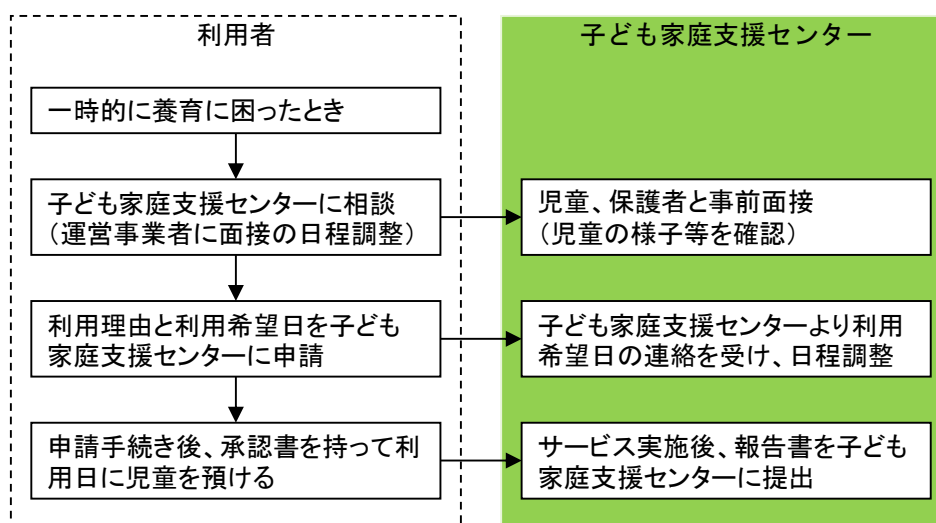 利用者
子ども家庭支援センター
一時的に養育に困ったとき
子ども家庭支援センターに相談
（運営事業者に面接の日程調整）
児童、保護者と事前面接
（児童の様子等を確認）
利用理由と利用希望日を子ども
家庭支援センターに申請
子ども家庭支援センターより利用
希望日の連絡を受け、日程調整
申請手続き後、承認書を持って利
用日に児童を預ける
サービス実施後、報告書を子ども
家庭支援センターに提出